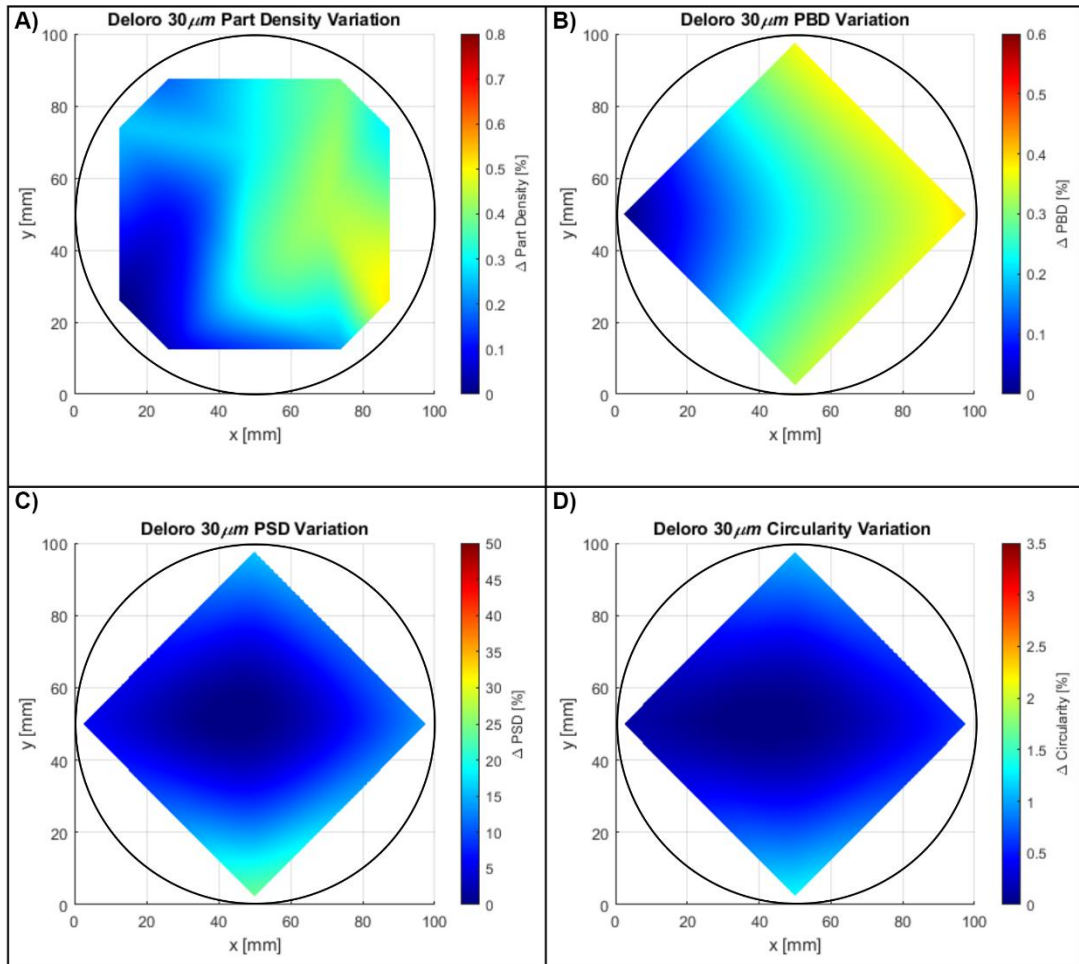 A)
Deloro 30μm Part Density Variation
100
80
60
40
20
0
y [mm]
0 20 40 60 80 100
x [mm]
0.8
0.7
0.6
0.5
0.4
0.3
0.2
0.1
0
Δ Part Density [%]
B)
Deloro 30μm PBD Variation
100
80
60
40
20
0
y [mm]
0 20 40 60 80 100
x [mm]
0.6
0.5
0.4
0.3
0.2
0.1
0
Δ PBD [%]
C)
Deloro 30μm PSD Variation
100
80
60
40
20
0
y [mm]
0 20 40 60 80 100
x [mm]
50
45
40
35
30
25
20
15
10
5
0
Δ PSD [%]
D)
Deloro 30μm Circularity Variation
100
80
60
40
20
0
y [mm]
0 20 40 60 80 100
x [mm]
3.5
3
2.5
2
1.5
1
0.5
0
Δ Circularity [%]